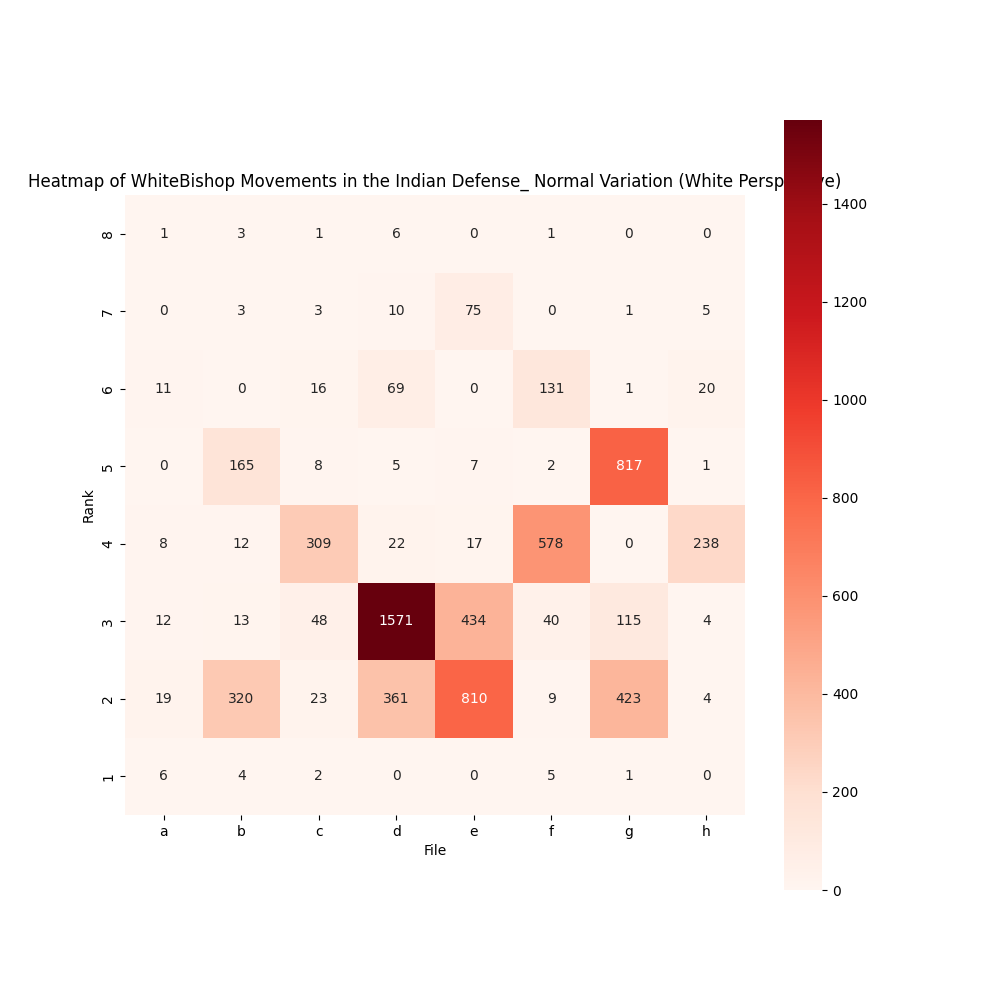 Heatmap of WhiteBishop Movements in the Indian Defense_ Normal Variation (White Persp ve)
8 1 3 1 6 0 1 0 0
7 0 3 3 10 75 0 1 5
6 11 0 16 69 0 131 1 20
5 0 165 8 5 7 2 817 1
4 8 12 309 22 17 578 0 238
3 12 13 48 1571 434 40 115 4
2 19 320 23 361 810 9 423 4
1 6 4 2 0 0 5 1 0
a b c d e f g h
File
Rank
1400
1200
1000
800
600
400
200
0